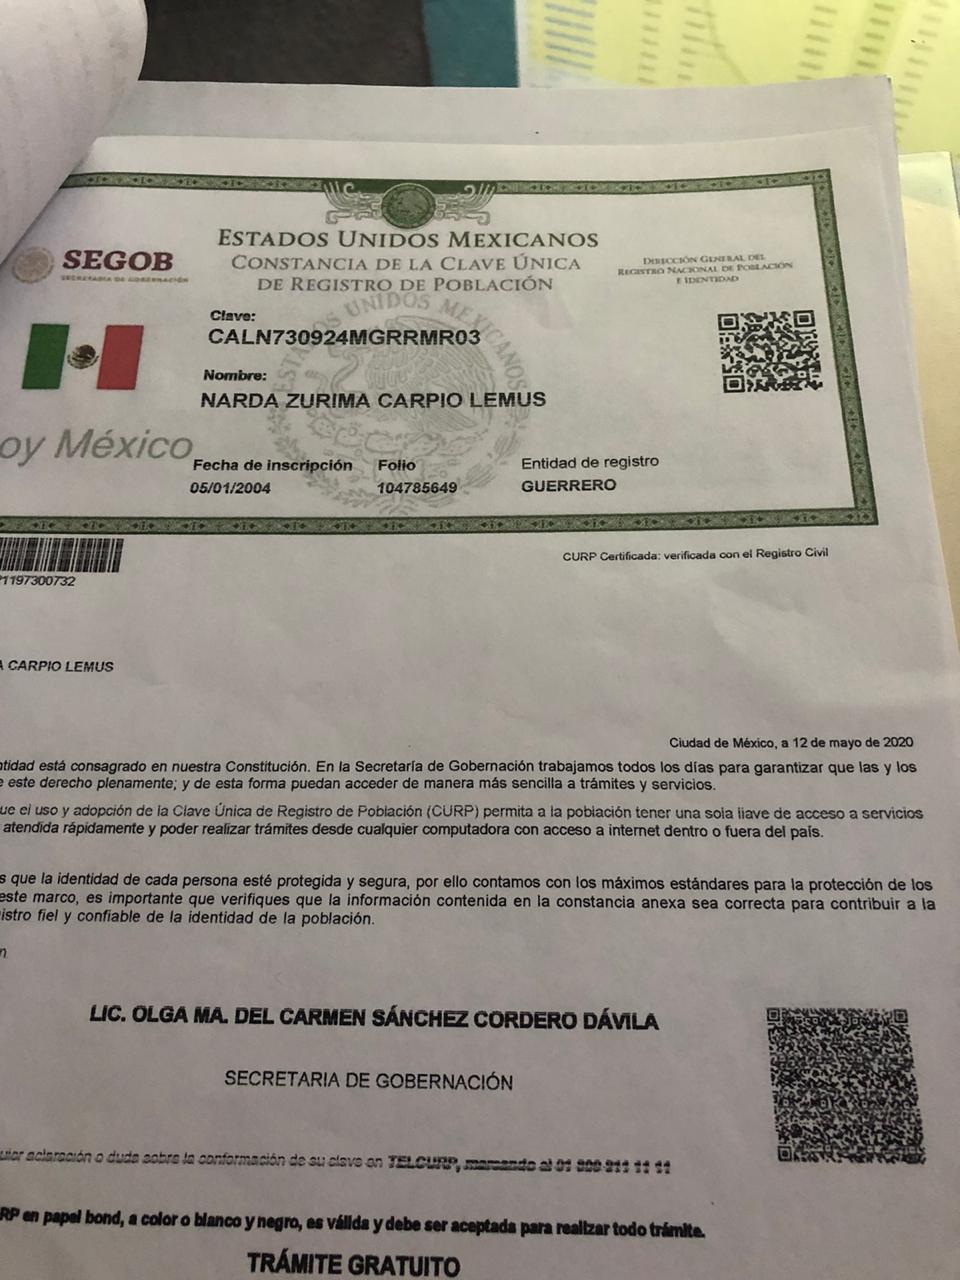 ESTADOS UNIDOS MEXICANOS
CONSTANCIA DE LA CLAVE ÚNICA
DE REGISTRO DE POBLACIÓN
SEGOB
SECRETARÍA DE GOBERNACIÓN
DIRECCIÓN GENERAL DEL
REGISTRO NACIONAL DE POBLACIÓN
E IDENTIDAD
Clave:
CALN730924MGRRMR03
Nombre:
NARDA ZURIMA CARPIO LEMUS
oy México
Fecha de inscripción Folio Entidad de registro
05/01/2004 104785649 GUERRERO
ESTADOS UNIDOS MEXICANOS
CURP Certificada: verificada con el Registro Civil
1197300732
A CARPIO LEMUS
Ciudad de México, a 12 de mayo de 2020
ntidad está consagrado en nuestra Constitución. En la Secretaría de Gobernación trabajamos todos los días para garantizar que las y los
e este derecho plenamente; y de esta forma puedan acceder de manera más sencilla a trámites y servicios.
ue el uso y adopción de la Clave Única de Registro de Población (CURP) permita a la población tener una sola llave de acceso a servicios
atendida rápidamente y poder realizar trámites desde cualquier computadora con acceso a internet dentro o fuera del país.
s que la identidad de cada persona esté protegida y segura, por ello contamos con los máximos estándares para la protección de los
este marco, es importante que verifiques que la información contenida en la constancia anexa sea correcta para contribuir a la
istro fiel y confiable de la identidad de la población.
n
LIC. OLGA MA. DEL CARMEN SÁNCHEZ CORDERO DÁVILA
SECRETARIA DE GOBERNACIÓN
uier aclaración o duda sobre la conformación de su clave en TELCURP, marcando el 01 800 911 11 11
RP en papel bond, a color o blanco y negro, es válida y debe ser aceptada para realizar todo trámite.
TRÁMITE GRATUITO